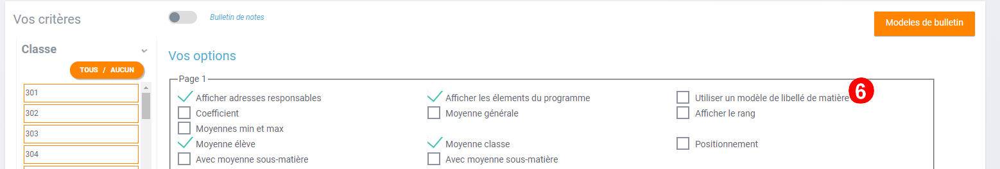 Vos critères
Bulletin de notes
Modeles de bulletin
Classe
TOUS / AUCUN
301
302
303
304
Vos options
Page 1
Afficher adresses responsables
Afficher les élements du programme
Utiliser un modèle de libellé de matière
6
Coefficient
Moyenne générale
Afficher le rang
Moyennes min et max
Moyenne élève
Moyenne classe
Positionnement
Avec moyenne sous-matière
Avec moyenne sous-matière